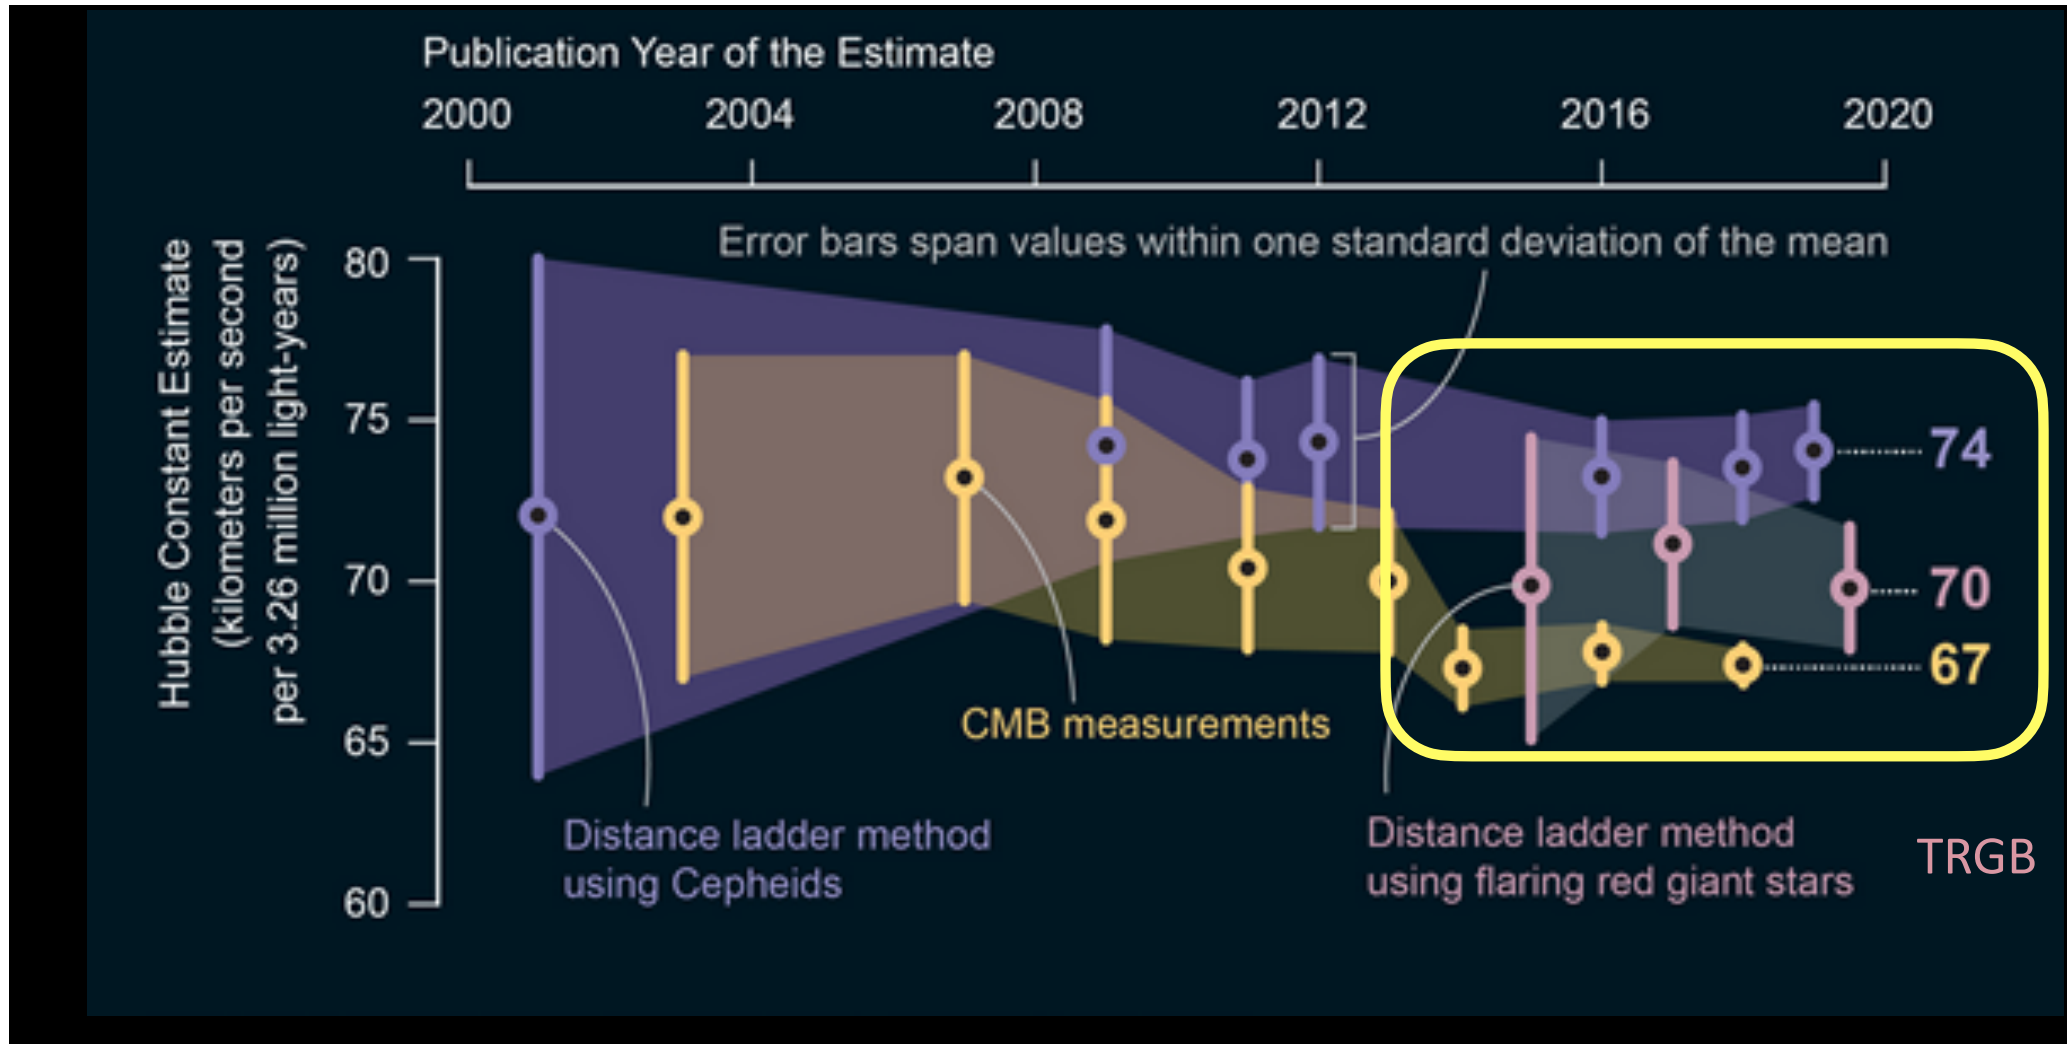 Publication Year of the Estimate
2000 2004 2008 2012 2016 2020
Error bars span values within one standard deviation of the mean
Hubble Constant Estimate
(kilometers per second
per 3.26 million light-years)
80
75
70
65
60
74
70
67
CMB measurements
Distance ladder method
using Cepheids
Distance ladder method
using flaring red giant stars
TRGB